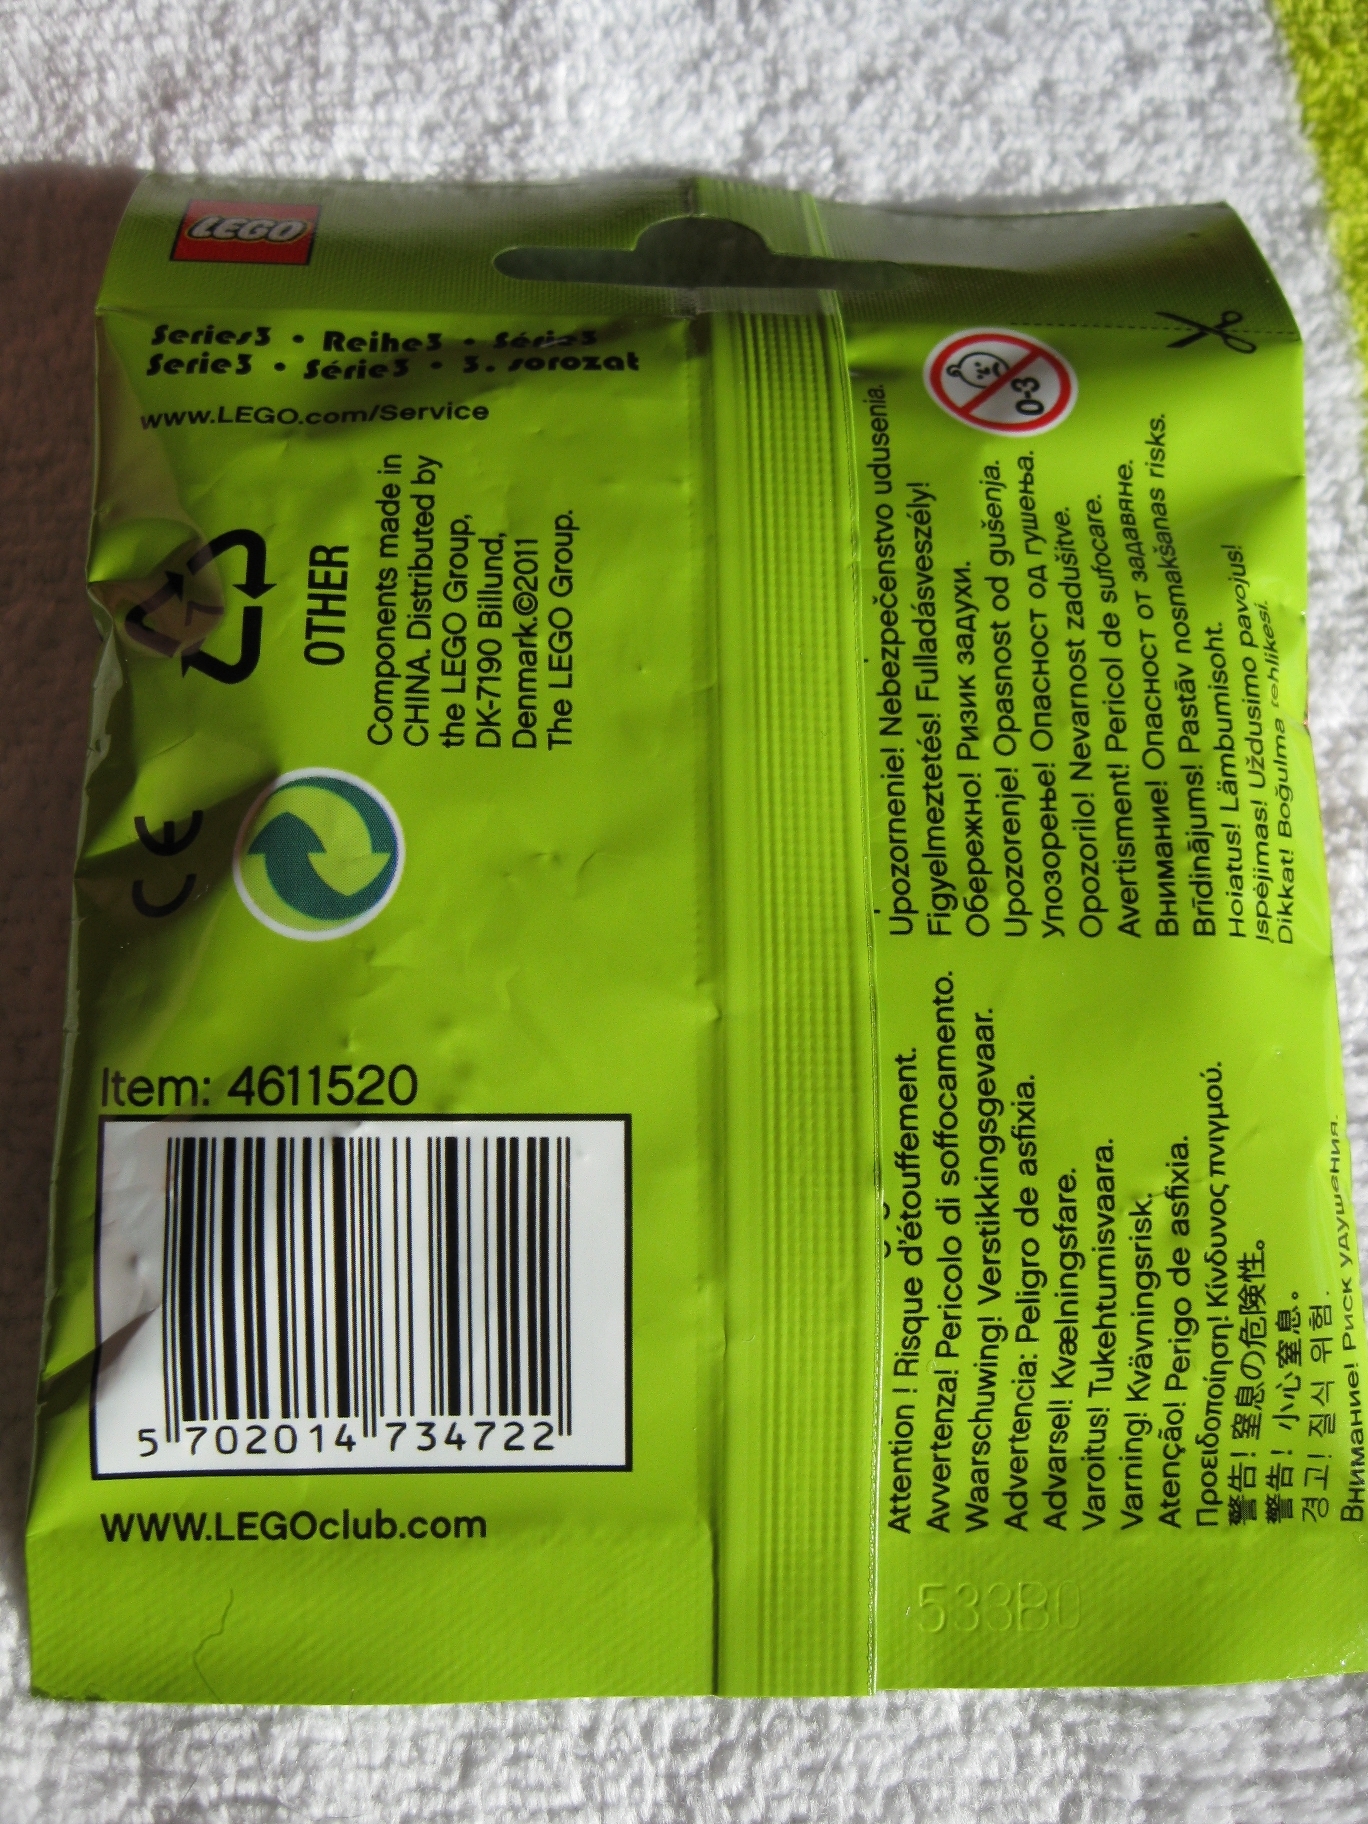 LEGO
Series3 • Reihe3 • Série3
Serie3 • Série3 • 3. sorozat
www.LEGO.com/Service
7
OTHER
Components made in
CHINA. Distributed by
the LEGO Group,
DK-7190 Billund,
Denmark.©2011
The LEGO Group.
CE
Item: 4611520
5 702014 734722
www.LEGOclub.com
0-3
Upozornenie! Nebezpečenstvo udusenia.
Figyelmeztetés! Fulladásveszély!
Обережно! Ризик задухи.
Upozorenje! Opasnost od gušenja.
Упозорење! Опасност од гушења.
Opozorilo! Nevarnost zadušitve.
Avertisment! Pericol de sufocare.
Внимание! Опасност от задавяне.
Brīdinājums! Pastāv nosmakšanas risks.
Hoiatus! Lämbumisoht.
Įspėjimas! Uždusimo pavojus!
Dikkat! Boğulma tehlikesi.
Attention ! Risque d'étouffement.
Avvertenza! Pericolo di soffocamento.
Waarschuwing! Verstikkingsgevaar.
Advertencia: Peligro de asfixia.
Advarsel! Kvælningsfare.
Varoitus! Tukehtumisvaara.
Varning! Kävningsrisk.
Atenção! Perigo de asfixia.
Προειδοποίηση! Κίνδυνος πνιγμού.
警告! 窒息の危険性。
警告! 小心窒息。
경고! 질식 위험.
Внимание! Риск удушения.
533B0